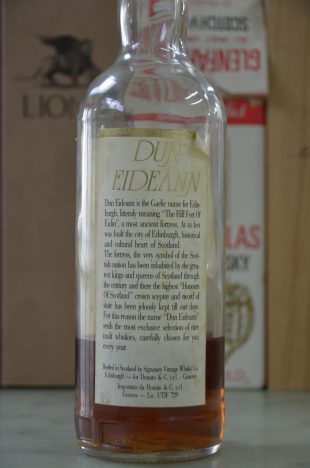 LION
SCOTCH
GLENFA
LAS
KY
DUN
EIDEANN
Dun Eideann is the Gaelic name for Edin-
burgh, literaly meaning "The Hill Fort Of
Edin", a most ancient fortress. At its feet
was built the city of Edinburgh, historical
and cultural heart of Scotland.
The fortress, the very symbol of the Scot-
tish nation has been inhabited by the grea-
test kings and queens of Scotland through
the century and there the highest "Honours
Of Scotland" crown sceptre and sword of
state has been jelously kept till our days.
For this reason the name "Dun Eideann"
seals the most exclusive selection of rare
malt whiskies, carefully chosen for you
every year.
Bottled in Scotland by Signatory Vintage Whisky Co.
Edinburgh — for Donato & C. s.r.l. - Genova
Importato da Donato & C. s.r.l.
Genova — Lic. UTIF 729